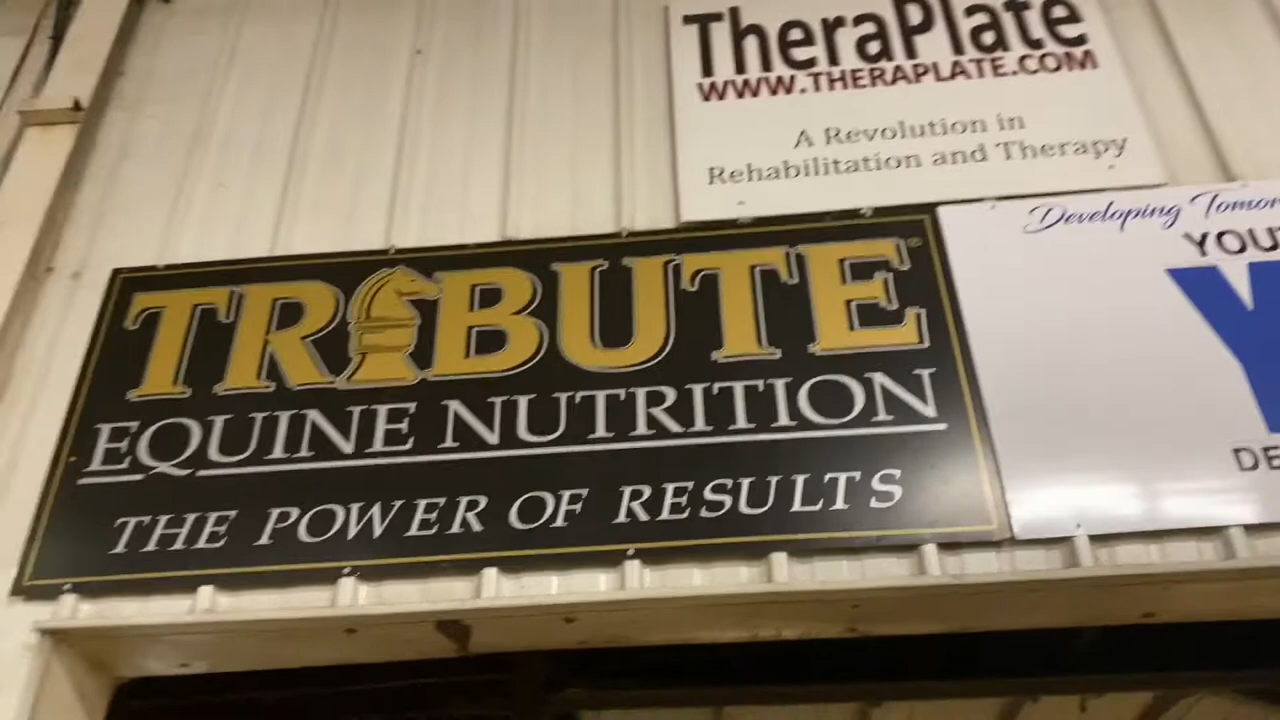 TheraPlate
WWW.THERAPLATE.COM
A Revolution in
Rehabilitation and Therapy
TRIBUTE®
EQUINE NUTRITION
THE POWER OF RESULTS
Developing